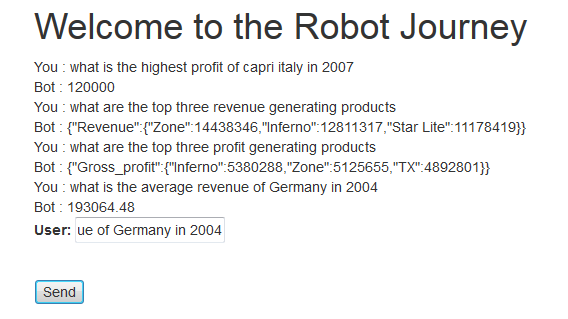 Welcome to the Robot Journey
You : what is the highest profit of capri italy in 2007
Bot : 120000
You : what are the top three revenue generating products
Bot : {"Revenue":{"Zone":14438346,"Inferno":12811317,"Star Lite":11178419}}
You : what are the top three profit generating products
Bot : {"Gross_profit":{"Inferno":5380288,"Zone":5125655,"TX":4892801}}
You : what is the average revenue of Germany in 2004
Bot : 193064.48
User: ue of Germany in 2004
Send